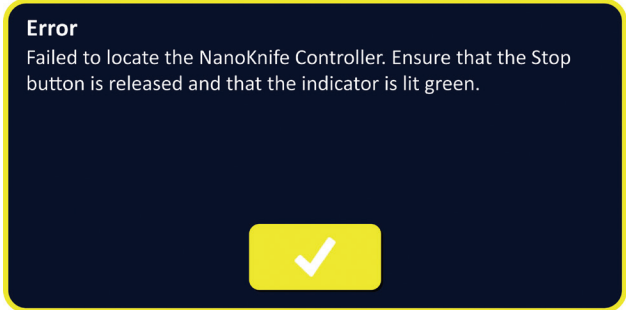 Error
Failed to locate the NanoKnife Controller. Ensure that the Stop
button is released and that the indicator is lit green.